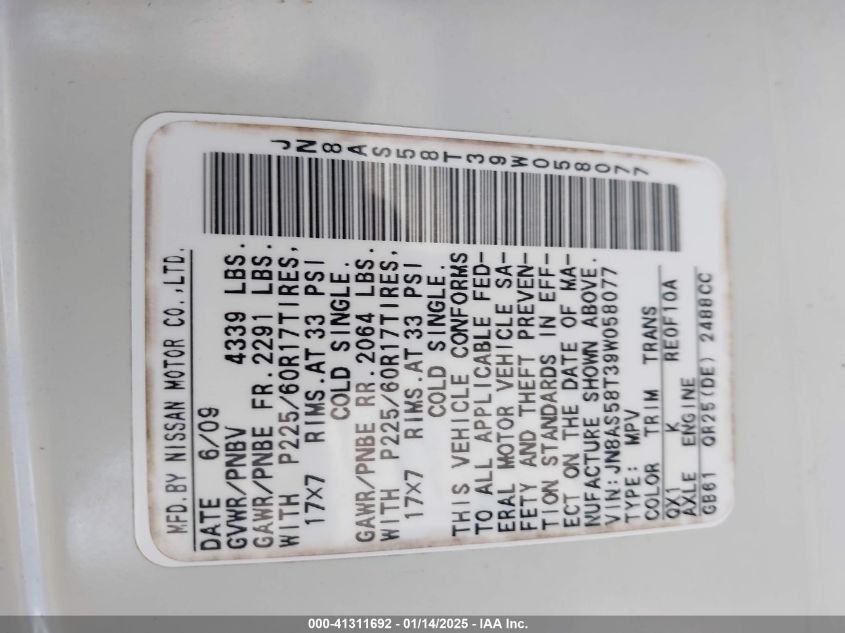 JN8AS58T39W058077
MFD.BY NISSAN MOTOR CO.,LTD.
DATE 6/09
GVWR/PNBV 4339 LBS.
GAWR/PNBE FR. 2291 LBS.
WITH P225/60R17TIRES,
17X7 RIMS.AT 33 PSI
COLD SINGLE.
GAWR/PNBE RR. 2064 LBS.
WITH P225/60R17TIRES,
17X7 RIMS.AT 33 PSI
COLD SINGLE.
THIS VEHICLE CONFORMS
TO ALL APPLICABLE FED-
ERAL MOTOR VEHICLE SA-
FETY AND THEFT PREVEN-
TION STANDARDS IN EFF-
ECT ON THE DATE OF MA-
NUFACTURE SHOWN ABOVE.
VIN:JN8AS58T39W058077
TYPE: MPV
COLOR TRIM TRANS
QX1 K RE0F10A
AXLE ENGINE
GB61 QR25(DE) 2488CC
000-41311692 - 01/14/2025 - IAA Inc.